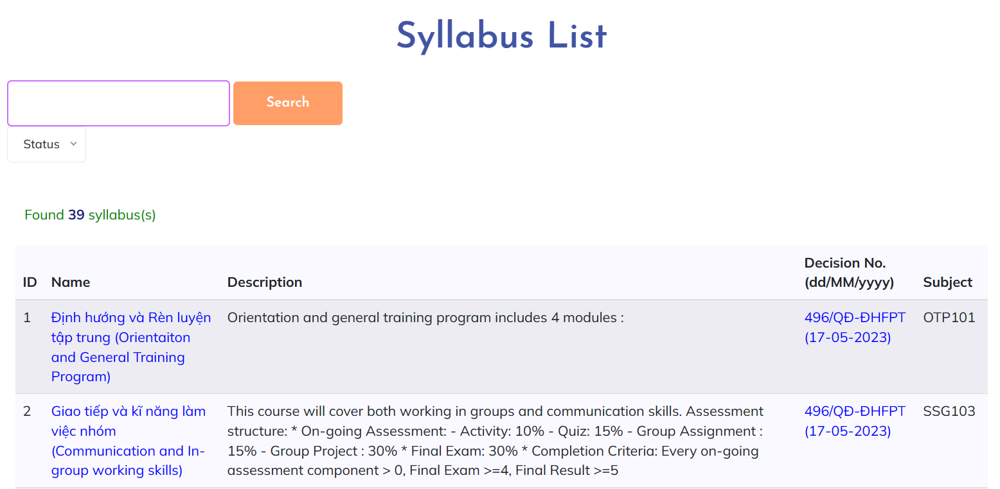 Syllabus List
Search
Status
Found 39 syllabus(s)
ID Name Description Decision No. (dd/MM/yyyy) Subject
1 Định hướng và Rèn luyện Orientation and general training program includes 4 modules : 496/QĐ-ĐHFPT OTP101
tập trung (Orientaiton (17-05-2023)
and General Training
Program)
2 Giao tiếp và kĩ năng làm This course will cover both working in groups and communication skills. Assessment 496/QĐ-ĐHFPT SSG103
việc nhóm structure: * On-going Assessment: - Activity: 10% - Quiz: 15% - Group Assignment : (17-05-2023)
(Communication and In- 15% - Group Project : 30% * Final Exam: 30% * Completion Criteria: Every on-going
group working skills) assessment component > 0, Final Exam >=4, Final Result >=5